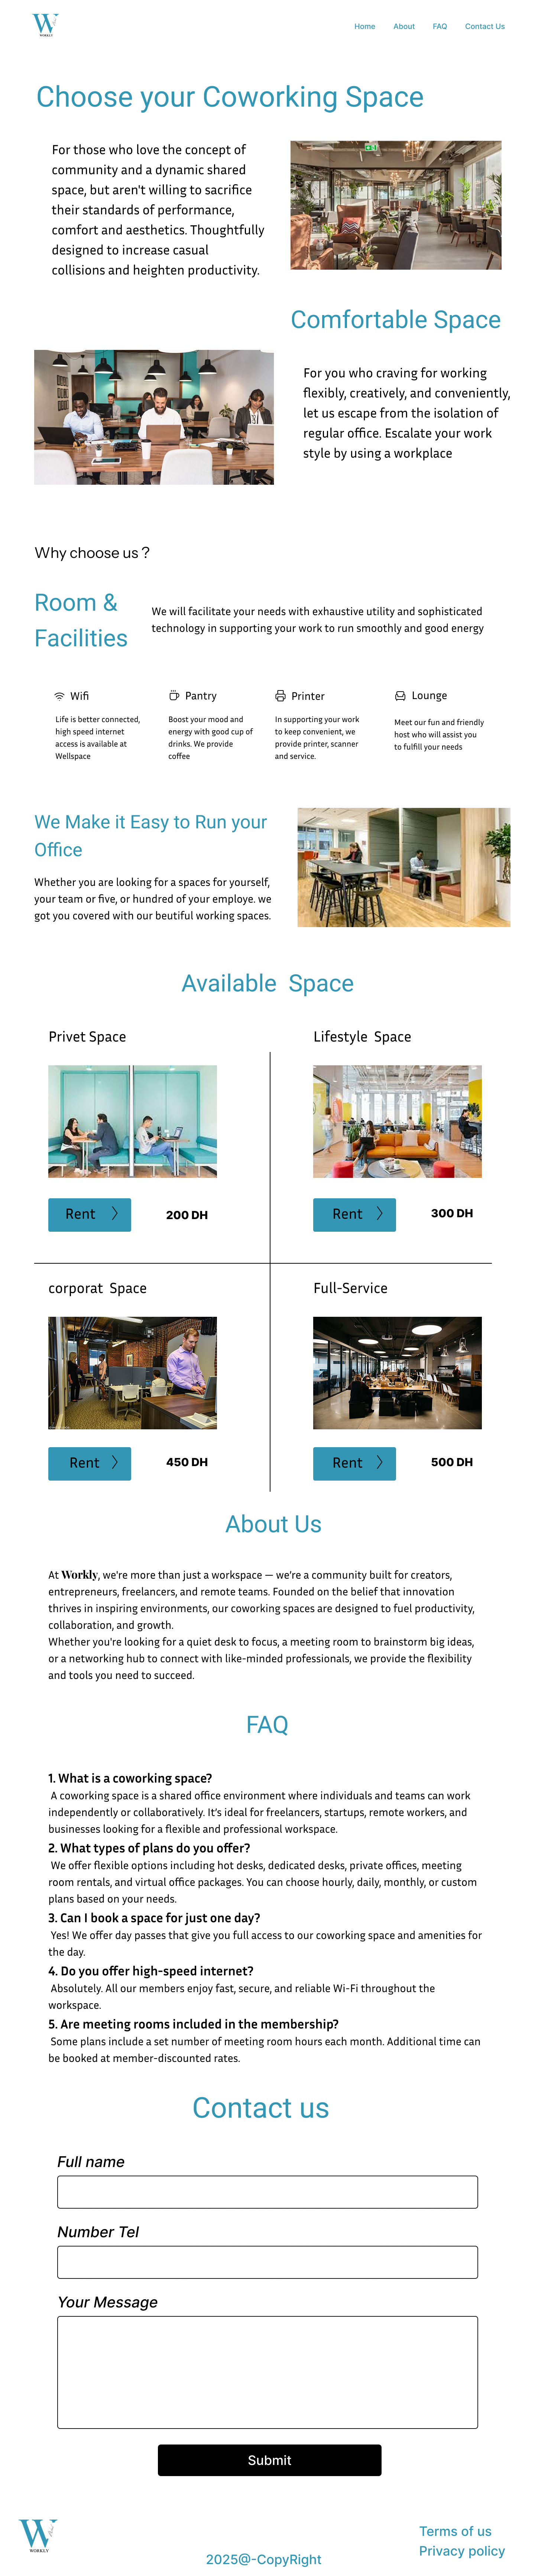 W
WORKLY
Home About FAQ Contact Us
Choose your Coworking Space
For those who love the concept of
community and a dynamic shared
space, but aren't willing to sacrifice
their standards of performance,
comfort and aesthetics. Thoughtfully
designed to increase casual
collisions and heighten productivity.
Comfortable Space
For you who craving for working
flexibly, creatively, and conveniently,
let us escape from the isolation of
regular office. Escalate your work
style by using a workplace
Why choose us ?
Room &
Facilities
We will facilitate your needs with exhaustive utility and sophisticated
technology in supporting your work to run smoothly and good energy
Wifi
Life is better connected,
high speed internet
access is available at
Wellspace
Pantry
Boost your mood and
energy with good cup of
drinks. We provide
coffee
Printer
In supporting your work
to keep convenient, we
provide printer, scanner
and service.
Lounge
Meet our fun and friendly
host who will assist you
to fulfill your needs
We Make it Easy to Run your
Office
Whether you are looking for a spaces for yourself,
your team or five, or hundred of your employe. we
got you covered with our beutiful working spaces.
Available Space
Privet Space
Rent
200 DH
Lifestyle Space
Rent
300 DH
corporat Space
Rent
450 DH
Full-Service
Rent
500 DH
About Us
At Workly, we're more than just a workspace — we're a community built for creators,
entrepreneurs, freelancers, and remote teams. Founded on the belief that innovation
thrives in inspiring environments, our coworking spaces are designed to fuel productivity,
collaboration, and growth.
Whether you're looking for a quiet desk to focus, a meeting room to brainstorm big ideas,
or a networking hub to connect with like-minded professionals, we provide the flexibility
and tools you need to succeed.
FAQ
1. What is a coworking space?
A coworking space is a shared office environment where individuals and teams can work
independently or collaboratively. It's ideal for freelancers, startups, remote workers, and
businesses looking for a flexible and professional workspace.
2. What types of plans do you offer?
We offer flexible options including hot desks, dedicated desks, private offices, meeting
room rentals, and virtual office packages. You can choose hourly, daily, monthly, or custom
plans based on your needs.
3. Can I book a space for just one day?
Yes! We offer day passes that give you full access to our coworking space and amenities for
the day.
4. Do you offer high-speed internet?
Absolutely. All our members enjoy fast, secure, and reliable Wi-Fi throughout the
workspace.
5. Are meeting rooms included in the membership?
Some plans include a set number of meeting room hours each month. Additional time can
be booked at member-discounted rates.
Contact us
Full name
Number Tel
Your Message
Submit
W
WORKLY
2025@-CopyRight
Terms of us
Privacy policy